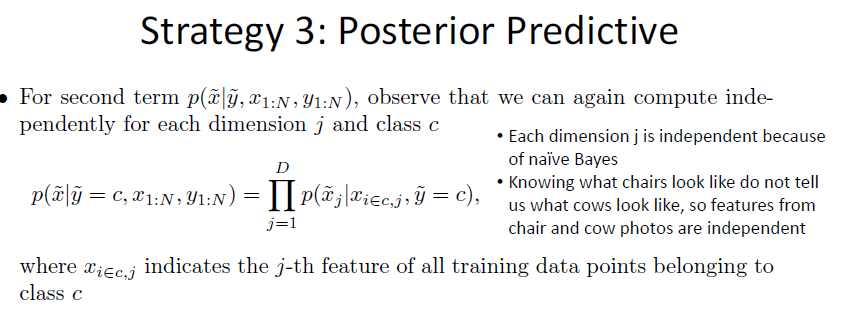 Strategy 3: Posterior Predictive
• For second term p(x̃|ỹ, x₁:N, y₁:N), observe that we can again compute inde-
pendently for each dimension j and class c
• Each dimension j is independent because
of naïve Bayes
• Knowing what chairs look like do not tell
us what cows look like, so features from
chair and cow photos are independent
p(x̃|ỹ = c, x₁:N, y₁:N) = ∏_{j=1}^{D} p(x̃_j|x_{i∈c,j}, ỹ = c),
where x_{i∈c,j} indicates the j-th feature of all training data points belonging to
class c